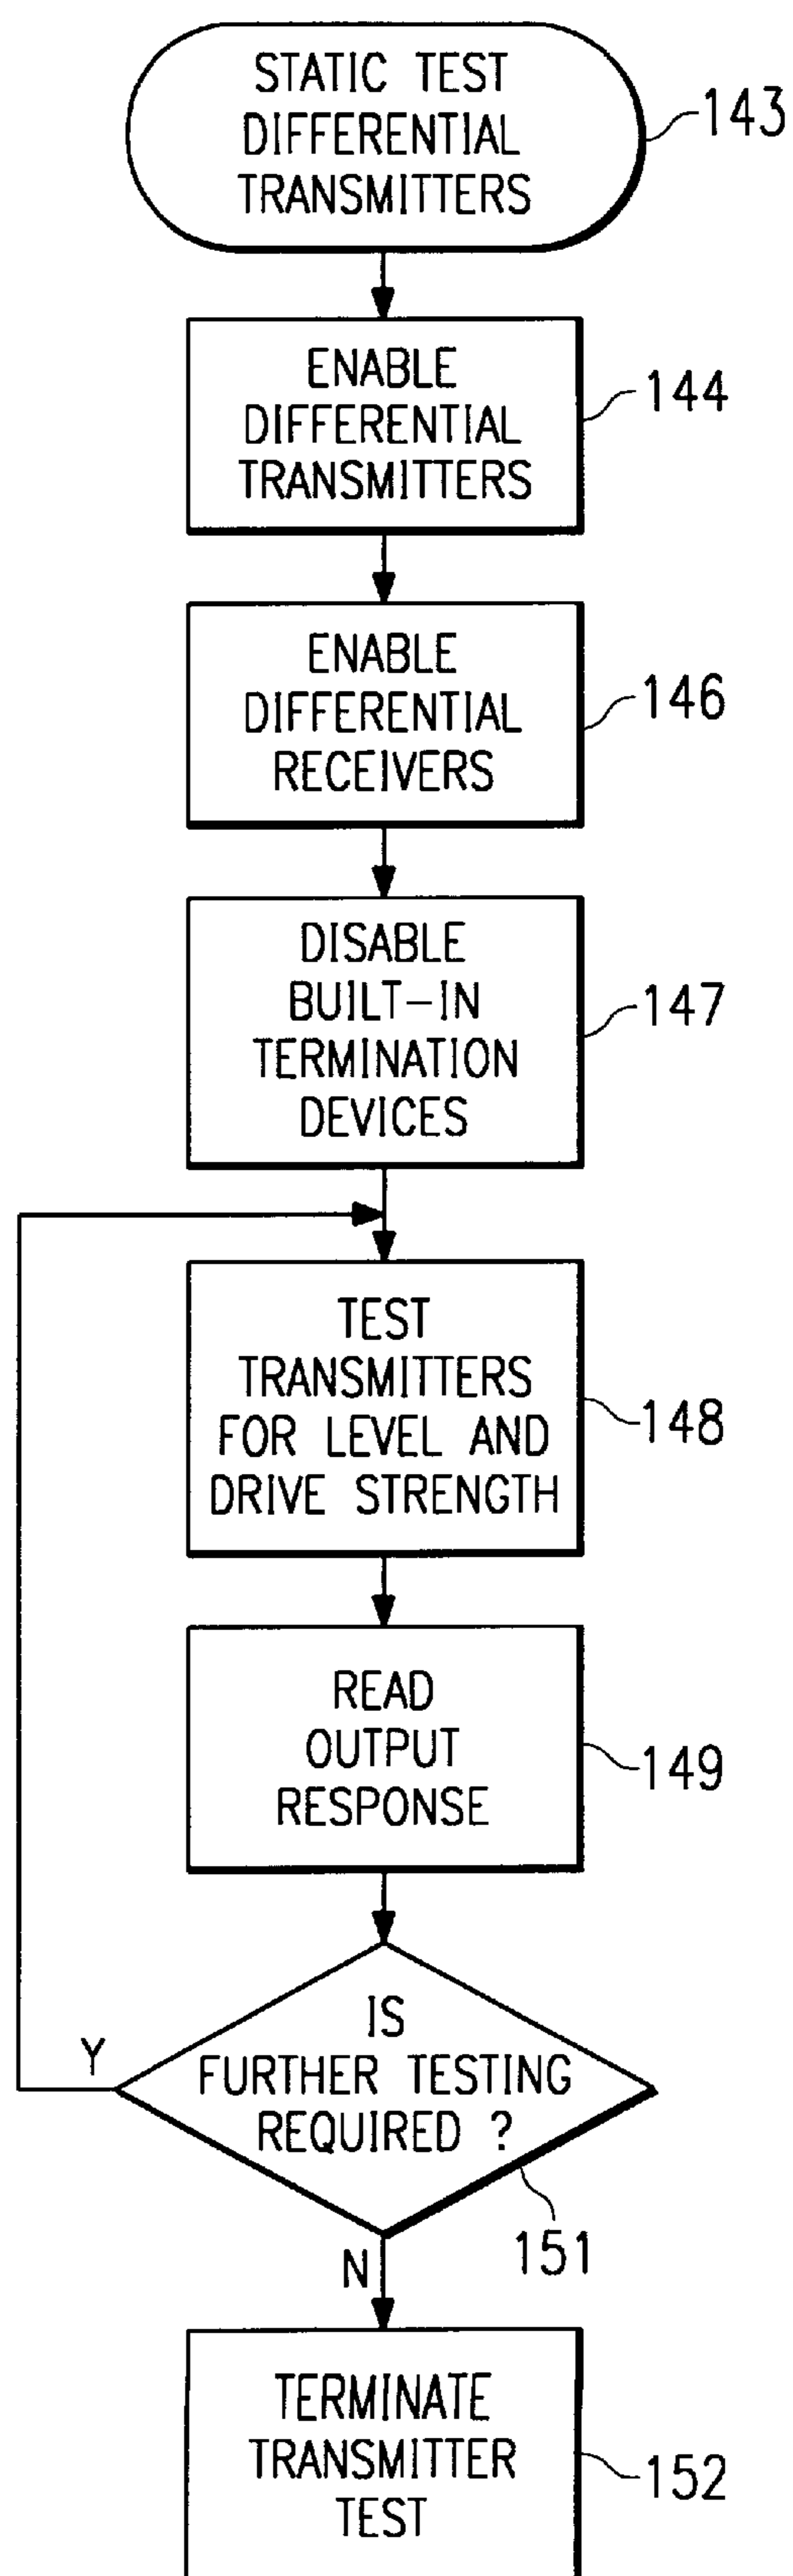 STATIC TEST
DIFFERENTIAL
TRANSMITTERS
143
ENABLE
DIFFERENTIAL
TRANSMITTERS
144
ENABLE
DIFFERENTIAL
RECEIVERS
146
DISABLE
BUILT-IN
TERMINATION
DEVICES
147
TEST
TRANSMITTERS
FOR LEVEL AND
DRIVE STRENGTH
148
READ
OUTPUT
RESPONSE
149
IS
FURTHER TESTING
REQUIRED ?
Y
151
N
TERMINATE
TRANSMITTER
TEST
152